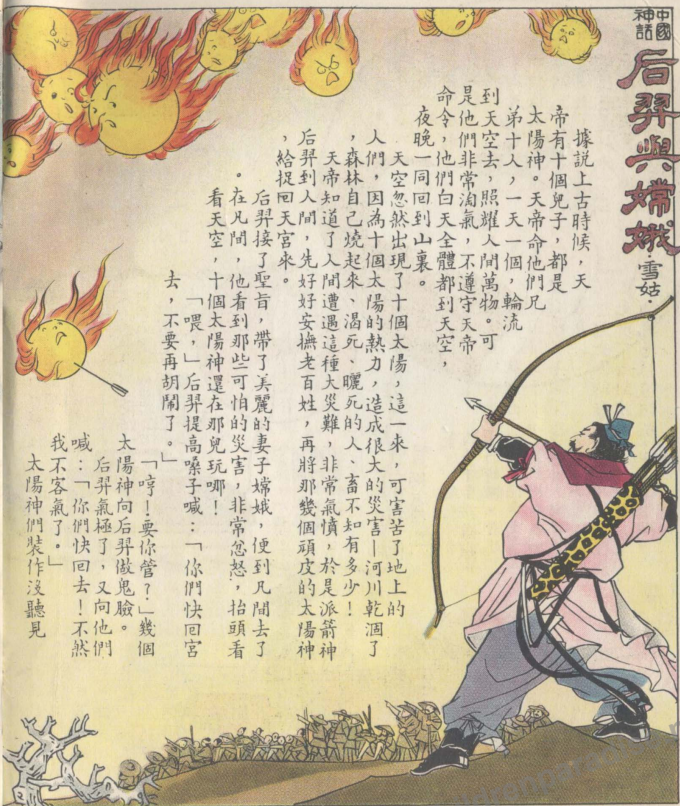 中國神話
后羿與嫦娥
·雪姑·
據說上古時候，天
帝有十個兒子，都是
太陽神。天帝命他們兄
弟十人，一天一個，輪流
到天空去，照耀人間萬物。可
是他們非常淘氣，不遵守天帝
命令，他們白天全體都到天空，
夜晚一同回到山裏。
天空忽然出現了十個太陽，這一來，可害苦了地上的
人們，因為十個太陽的熱力，造成很大的災害—河川乾涸了
，森林自己燒起來、渴死、曬死的人、畜不知有多少！
天帝知道了人間遭遇這種大災難，非常氣憤，於是派箭神
后羿到人間，先好好安撫老百姓，再將那幾個頑皮的太陽神
，給捉回天宮來。
后羿接了聖旨，帶了美麗的妻子嫦娥，便到凡間去了
。在凡間，他看到那些可怕的災害，非常忿怒，抬頭看
看天空，十個太陽神還在那兒玩哪！
「喂，」后羿提高嗓子喊：「你們快回宮
去，不要再胡鬧了。」
「哼！要你管？」幾個
太陽神向后羿做鬼臉。
后羿氣極了，又向他們
喊：「你們快回去！不然
我不客氣了。」
太陽神們裝作沒聽見